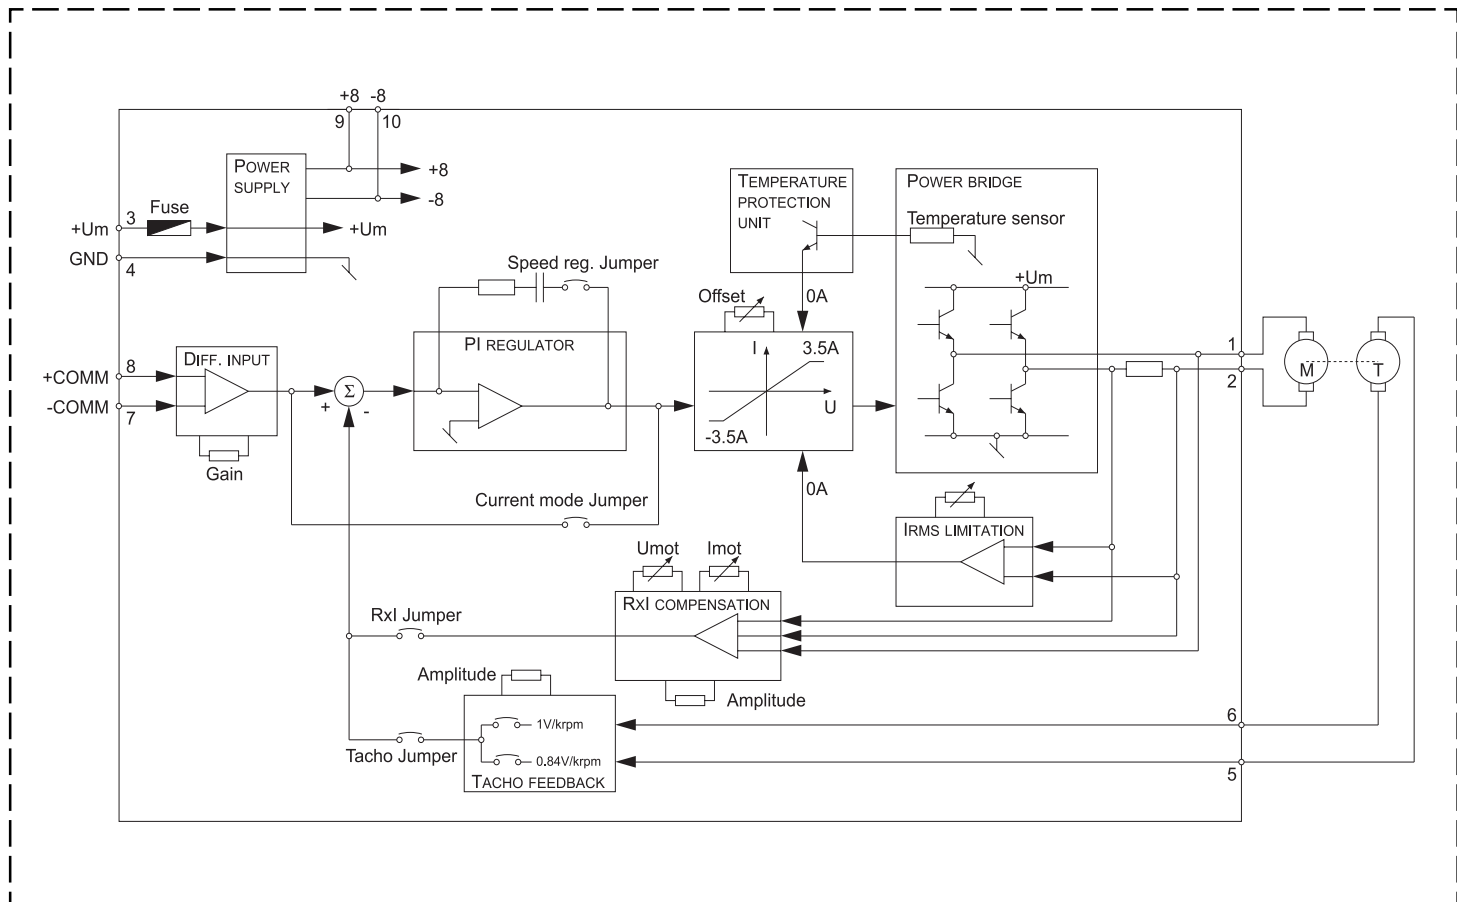 +8 -8
9 10
POWER SUPPLY
+8
-8
Fuse
+Um 3
+Um
GND 4
TEMPERATURE PROTECTION UNIT
POWER BRIDGE
Temperature sensor
+Um
Speed reg. Jumper
0A
Offset
DIFF. INPUT
PI REGULATOR
I 3.5A
U
-3.5A
1
2
M T
+COMM 8
-COMM 7
+ Σ -
Gain
Current mode Jumper
0A
IRMS LIMITATION
Umot Imot
RxI COMPENSATION
RxI Jumper
Amplitude
Amplitude
1V/krpm
0.84V/krpm
Tacho Jumper
TACHO FEEDBACK
6
5